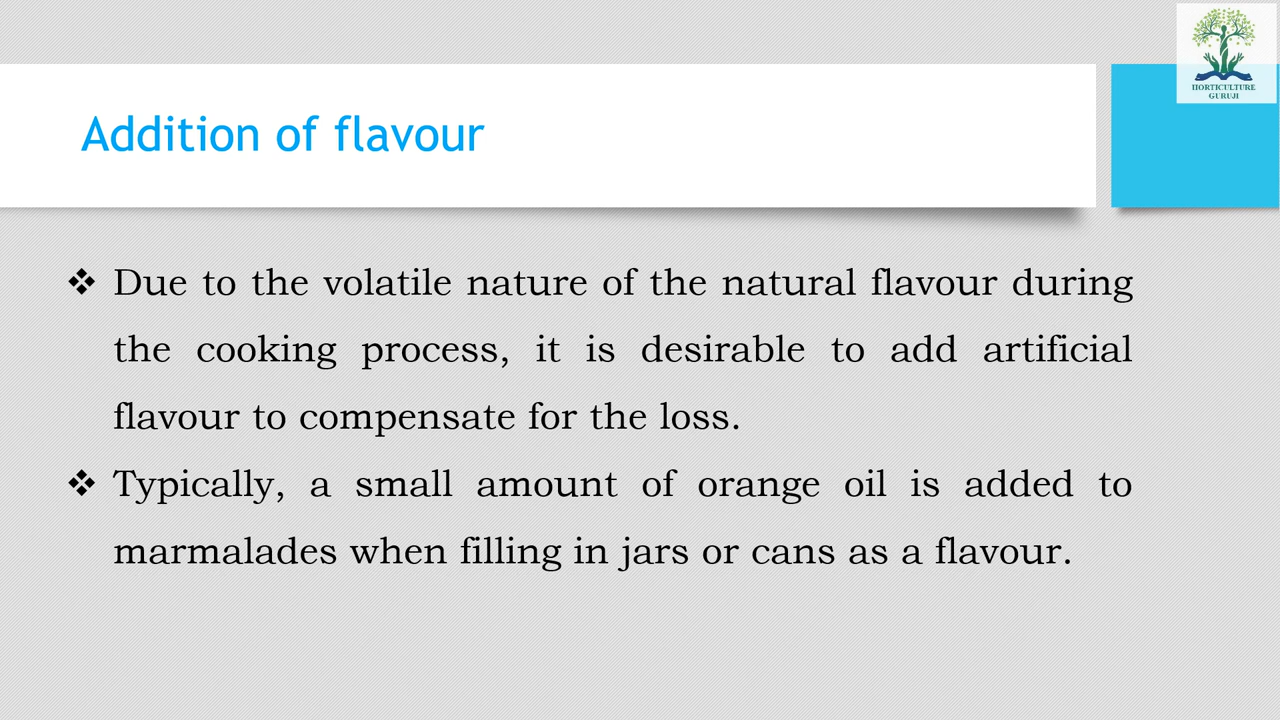 HORTICULTURE
GURUJI
Addition of flavour
❖ Due to the volatile nature of the natural flavour during
the cooking process, it is desirable to add artificial
flavour to compensate for the loss.
❖ Typically, a small amount of orange oil is added to
marmalades when filling in jars or cans as a flavour.